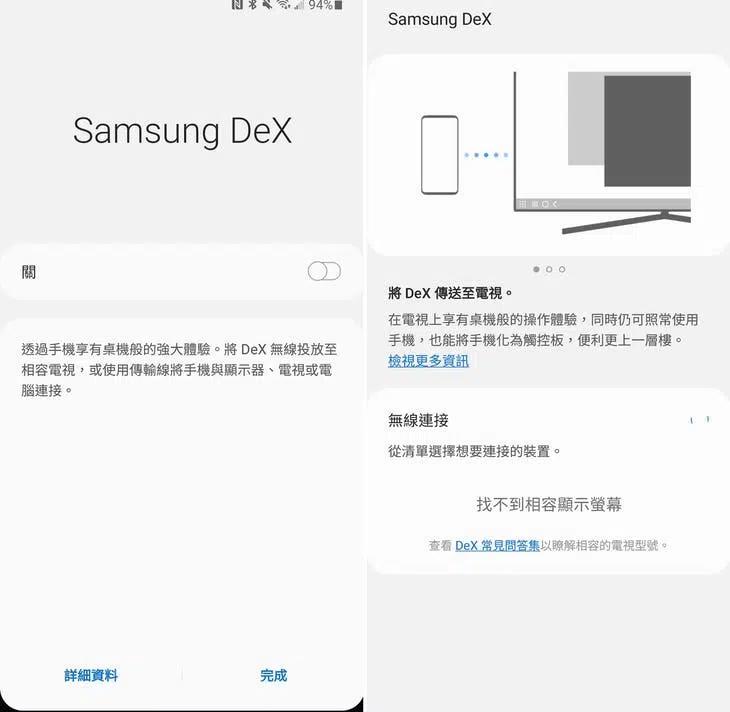 94%
Samsung DeX
關
透過手機享有桌機般的強大體驗。將 DeX 無線投放至
相容電視，或使用傳輸線將手機與顯示器、電視或電
腦連接。
詳細資料
完成
Samsung DeX
將 DeX 傳送至電視。
在電視上享有桌機般的操作體驗，同時仍可照常使用
手機，也能將手機化為觸控板，便利更上一層樓。
檢視更多資訊
無線連接
從清單選擇想要連接的裝置。
找不到相容顯示螢幕
查看 DeX 常見問答集以瞭解相容的電視型號。